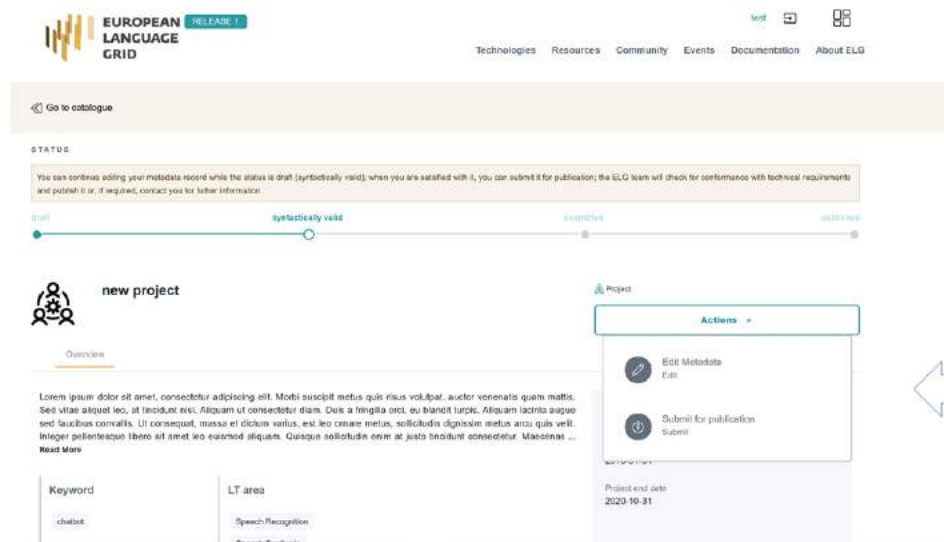 EUROPEAN
LANGUAGE
GRID
RELEASE 1
test
Technologies Resources Community Events Documentation About ELG
Go to catalogue
STATUS
You can continue editing your metadata record while the status is draft (syntactically valid); when you are satisfied with it, you can submit it for publication; the ELG team will check for conformance with technical requirements
and publish it or, if required, contact you for futher information
draft syntactically valid submitted published
new project
Project
Actions
Overview
Edit Metadata
Edit
Submit for publication
Submit
Lorem ipsum dolor sit amet, consectetur adipiscing elit. Morbi suscipit metus quis risus volutpat, auctor venenatis quam mattis.
Sed vitae aliquet leo, at tincidunt nisl. Aliquam ut consectetur diam. Duis a fringilla orci, eu blandit turpis. Aliquam lacinia augue
sed faucibus convallis. Ut consequat, massa et dictum varius, est leo ornare metus, sollicitudin dignissim metus arcu quis velit.
Integer pellentesque libero sit amet leo euismod aliquam. Quisque sollicitudin enim at justo tincidunt consectetur. Maecenas ...
Read More
Project end date
2020-10-31
Keyword
chatbot
LT area
Speech Recognition